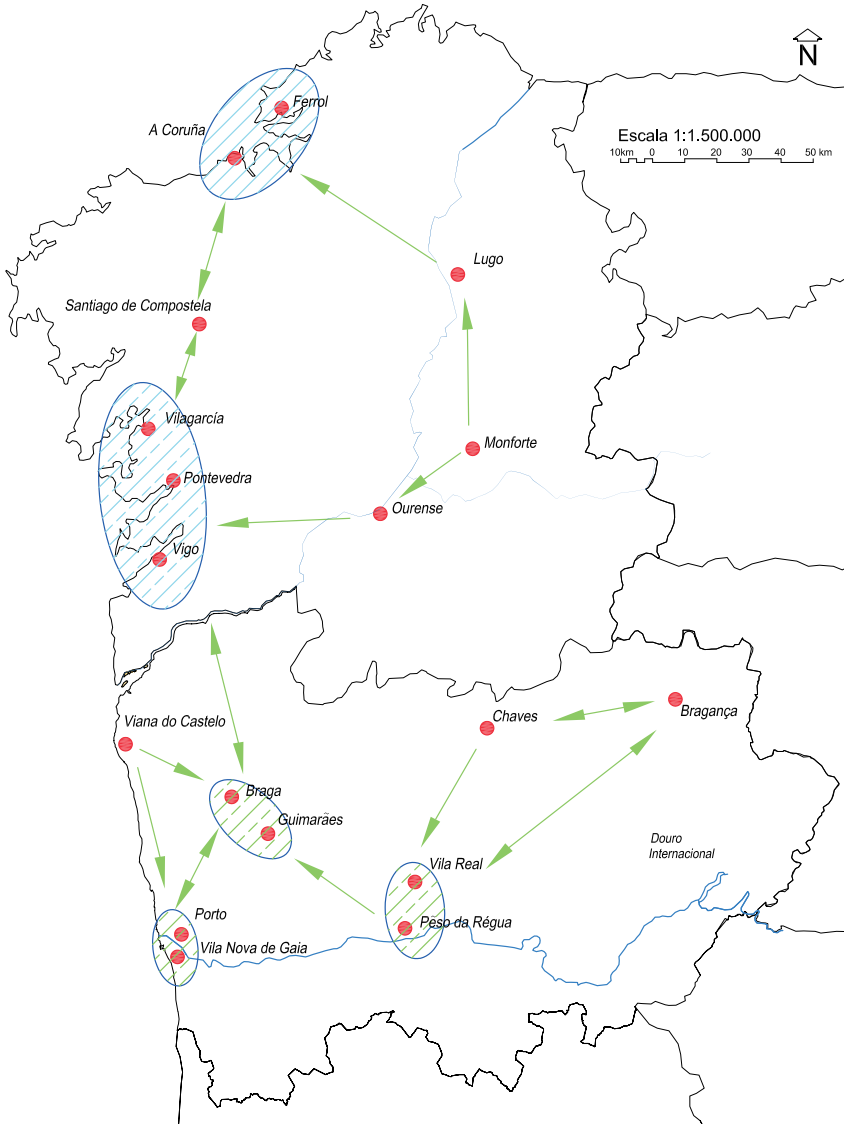 N
Ferrol
A Coruña
Escala 1:1.500.000
10km 0 10 20 30 40 50 km
Lugo
Santiago de Compostela
Vilagarcía
Monforte
Pontevedra
Ourense
Vigo
Bragança
Viana do Castelo
Chaves
Braga
Guimarães
Douro
Internacional
Vila Real
Porto
Peso da Régua
Vila Nova de Gaia